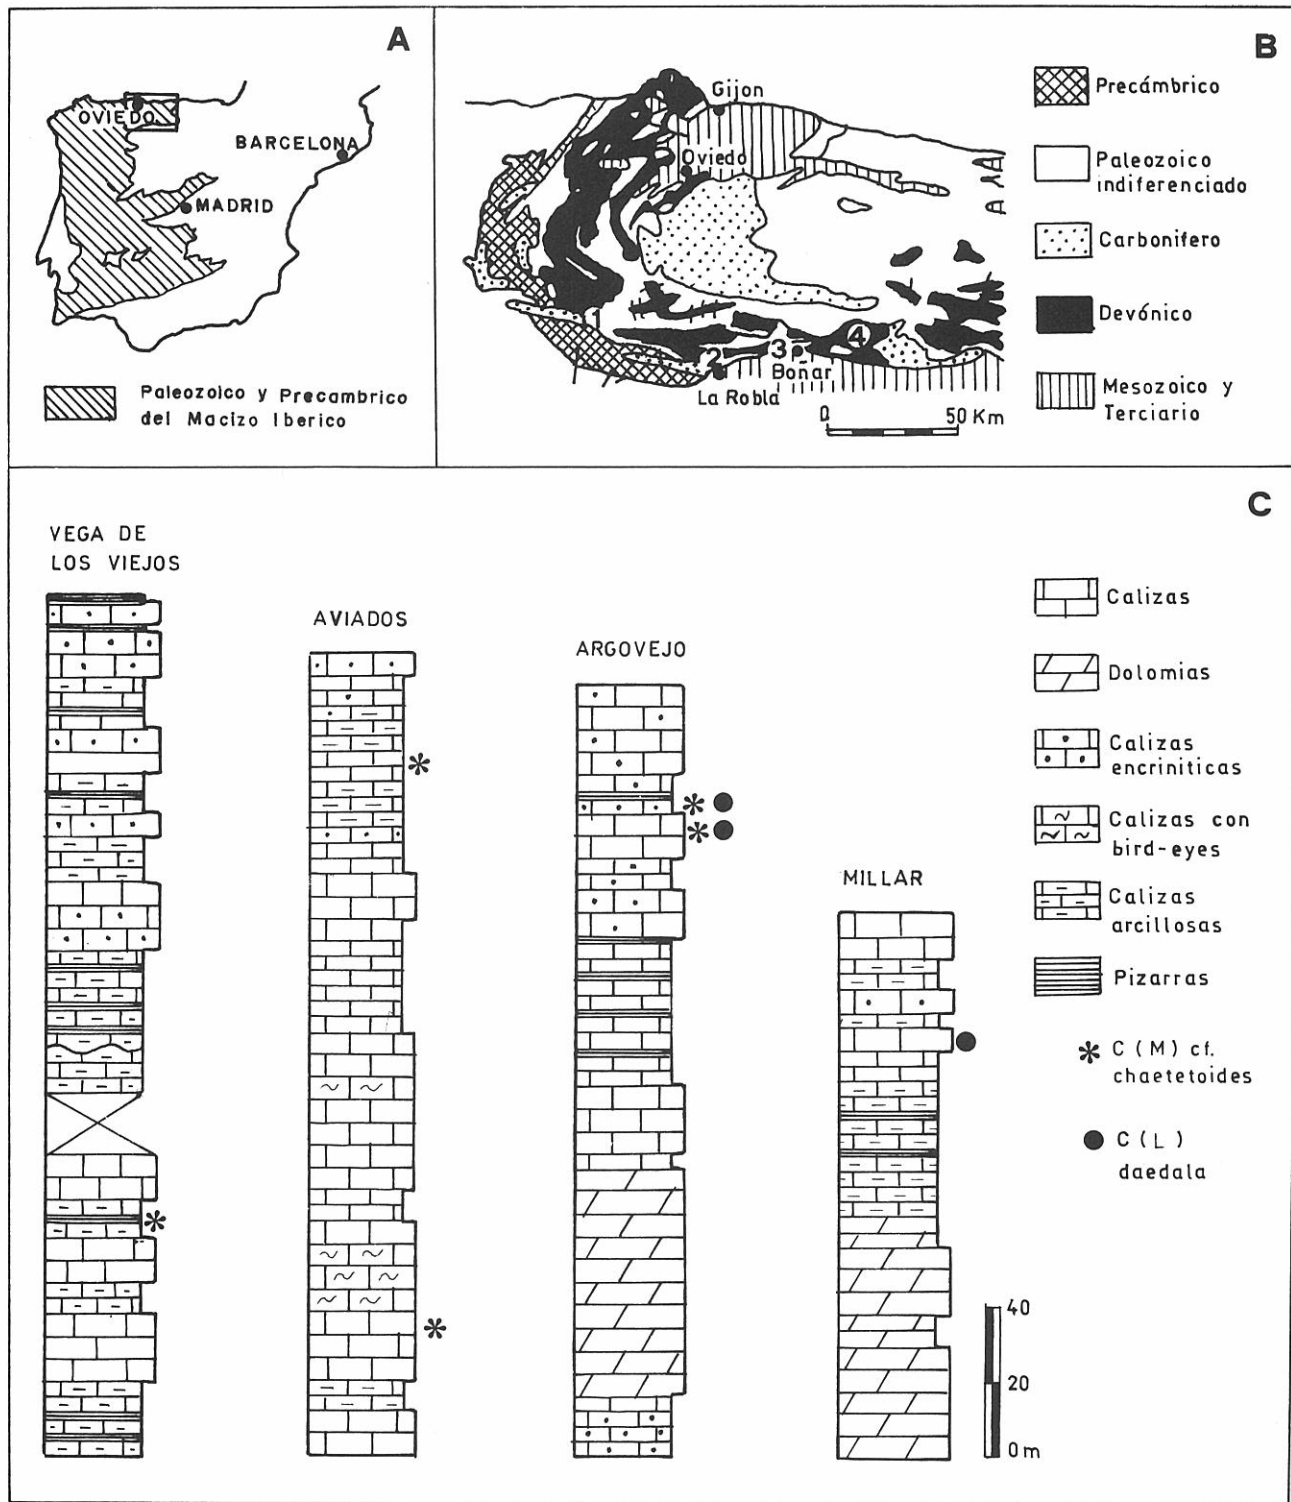 A
OVIEDO
BARCELONA
MADRID
Paleozoico y Precambrico
del Macizo Iberico
B
Gijon
Oviedo
1
2
3
4
Boñar
La Robla
0 50 Km
Precámbrico
Paleozoico
indiferenciado
Carbonifero
Devónico
Mesozoico y
Terciario
C
VEGA DE
LOS VIEJOS
AVIADOS
ARGOVEJO
MILLAR
Calizas
Dolomias
Calizas
encriniticas
Calizas con
bird-eyes
Calizas
arcillosas
Pizarras
C (M) cf.
chaetetoides
C (L)
daedala
40
20
0 m